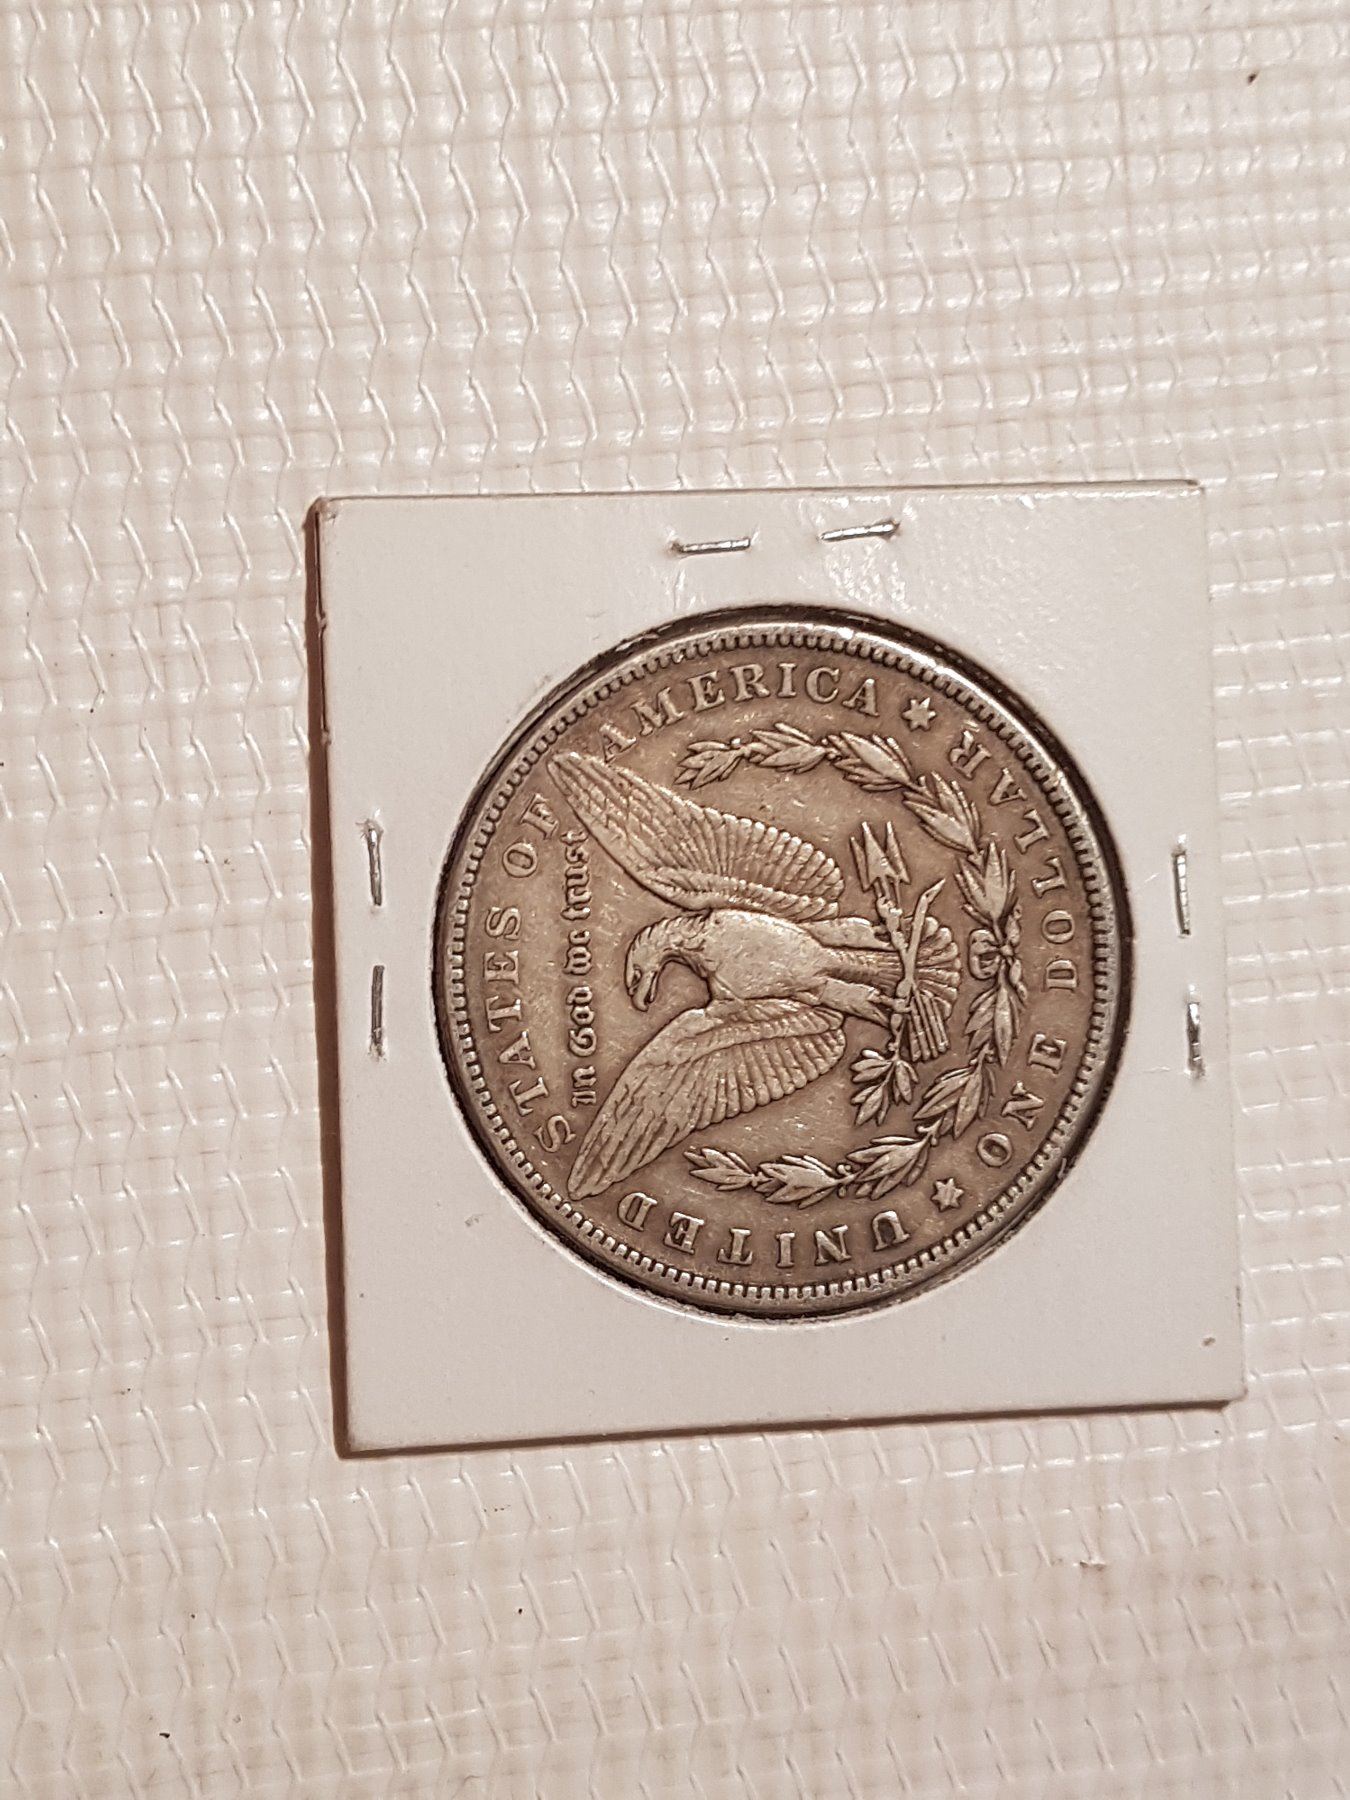 UNITED STATES OF AMERICA
In God we trust
ONE DOLLAR